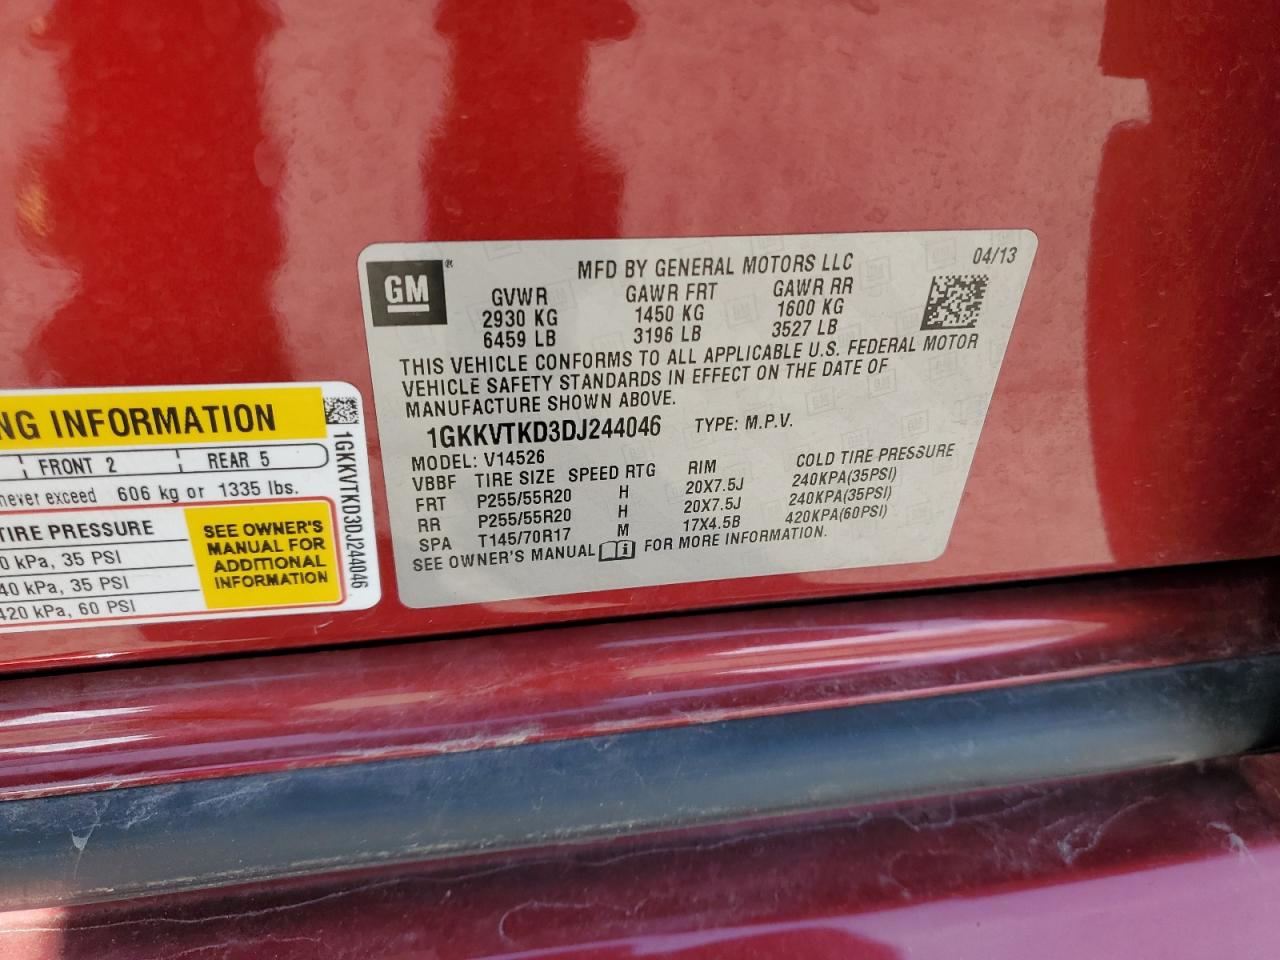 GM®
MFD BY GENERAL MOTORS LLC
04/13
GVWR GAWR FRT GAWR RR
2930 KG 1450 KG 1600 KG
6459 LB 3196 LB 3527 LB
THIS VEHICLE CONFORMS TO ALL APPLICABLE U.S. FEDERAL MOTOR
VEHICLE SAFETY STANDARDS IN EFFECT ON THE DATE OF
MANUFACTURE SHOWN ABOVE.
1GKKVTKD3DJ244046 TYPE: M.P.V.
MODEL: V14526
VBBF TIRE SIZE SPEED RTG RIM COLD TIRE PRESSURE
FRT P255/55R20 H 20X7.5J 240KPA(35PSI)
RR P255/55R20 H 20X7.5J 240KPA(35PSI)
SPA T145/70R17 M 17X4.5B 420KPA(60PSI)
SEE OWNER'S MANUAL FOR MORE INFORMATION.
NG INFORMATION
FRONT 2 REAR 5
never exceed 606 kg or 1335 lbs.
TIRE PRESSURE
0 kPa, 35 PSI
40 kPa, 35 PSI
420 kPa, 60 PSI
SEE OWNER'S
MANUAL FOR
ADDITIONAL
INFORMATION
1GKKVTKD3DJ244046